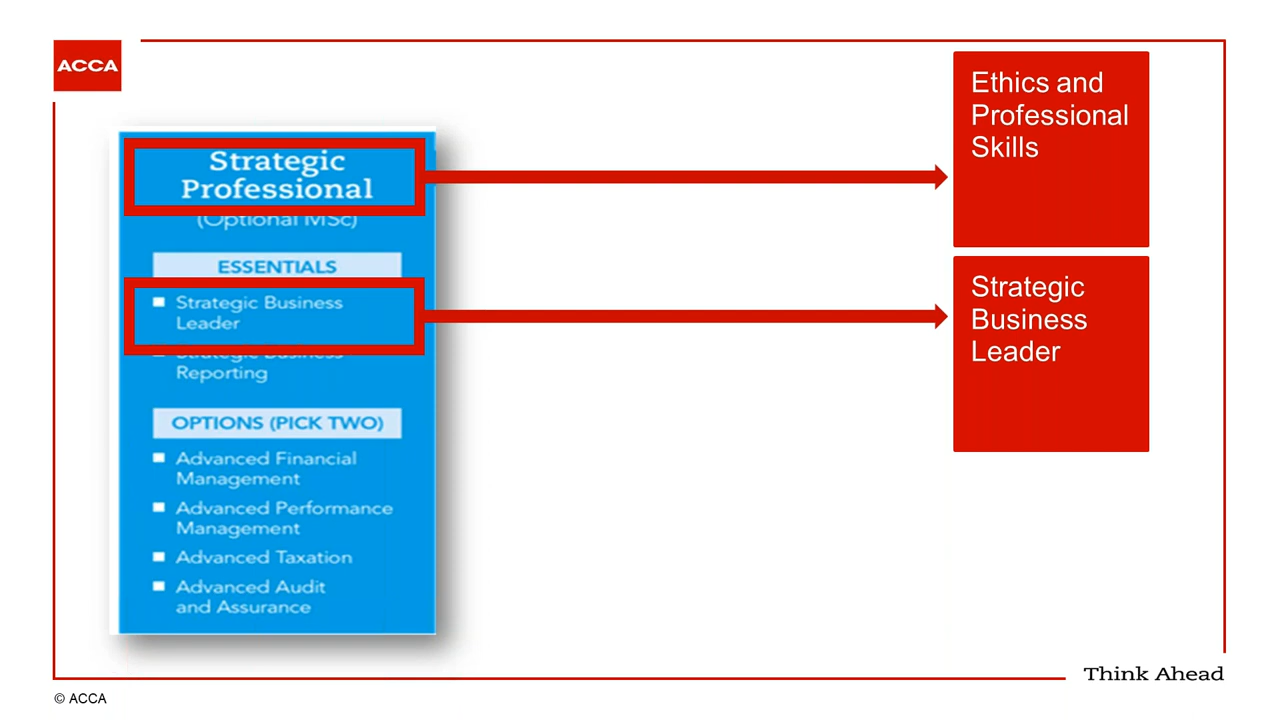 ACCA
Strategic
Professional
(Optional MSc)
ESSENTIALS
Strategic Business
Leader
Strategic Business
Reporting
OPTIONS (PICK TWO)
Advanced Financial
Management
Advanced Performance
Management
Advanced Taxation
Advanced Audit
and Assurance
Ethics and
Professional
Skills
Strategic
Business
Leader
Think Ahead
© ACCA